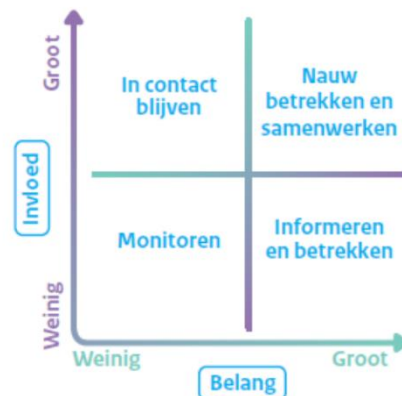 Groot
In contact
blijven
Nauw
betrekken en
samenwerken
Invloed
Monitoren
Informeren
en betrekken
Weinig
Weinig
Groot
Belang